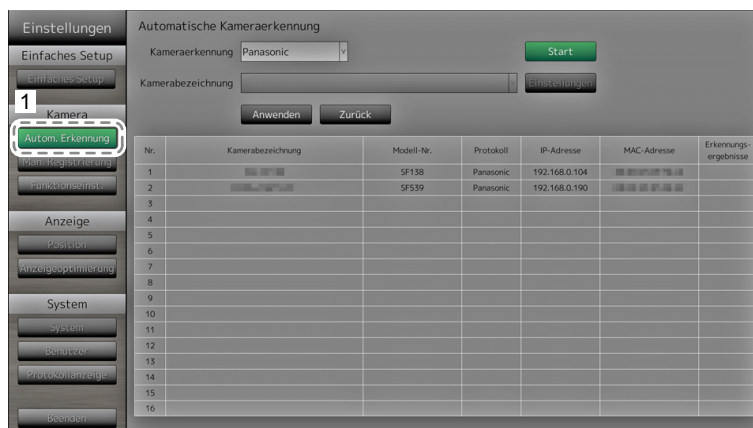 Einstellungen
Einfaches Setup
Einfaches Setup
1
Kamera
Autom. Erkennung
Man. Registrierung
Funktionseinst.
Anzeige
Position
Anzeigeoptimierung
System
System
Benutzer
Protokollanzeige
Beenden
Automatische Kameraerkennung
Kameraerkennung Panasonic Start
Kamerabezeichnung Einstellungen
Anwenden Zurück
Nr. Kamerabezeichnung Modell-Nr. Protokoll IP-Adresse MAC-Adresse Erkennungs-
ergebnisse
1 SF138 Panasonic 192.168.0.104
2 SF539 Panasonic 192.168.0.190
3
4
5
6
7
8
9
10
11
12
13
14
15
16